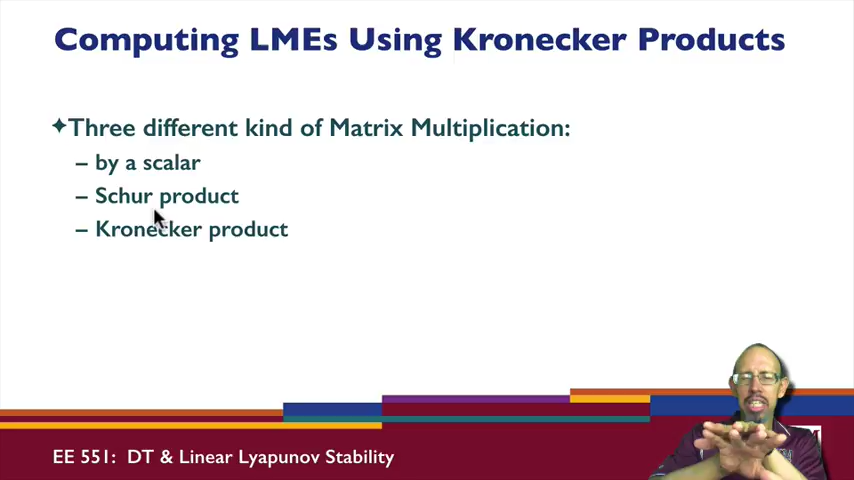 Computing LMEs Using Kronecker Products
✦Three different kind of Matrix Multiplication:
– by a scalar
– Schur product
– Kronecker product
EE 551: DT & Linear Lyapunov Stability